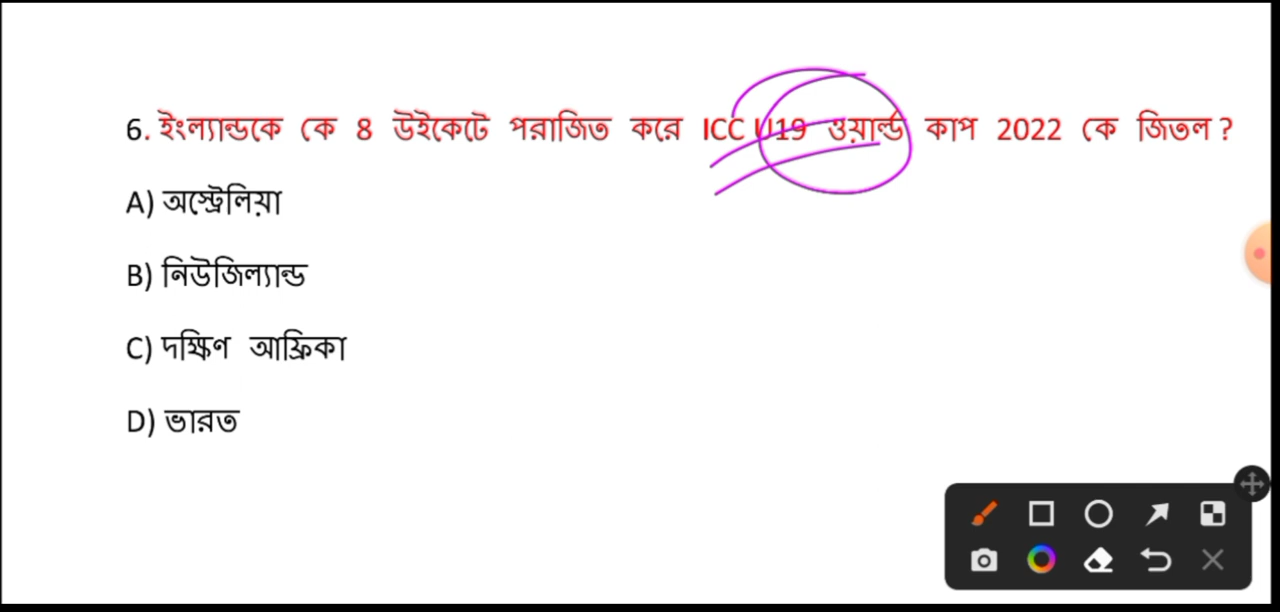 6. ইংল্যান্ডকে কে 8 উইকেটে পরাজিত করে ICC U19 ওয়ার্ল্ড কাপ 2022 কে জিতল ?
A) অস্ট্রেলিয়া
B) নিউজিল্যান্ড
C) দক্ষিণ আফ্রিকা
D) ভারত